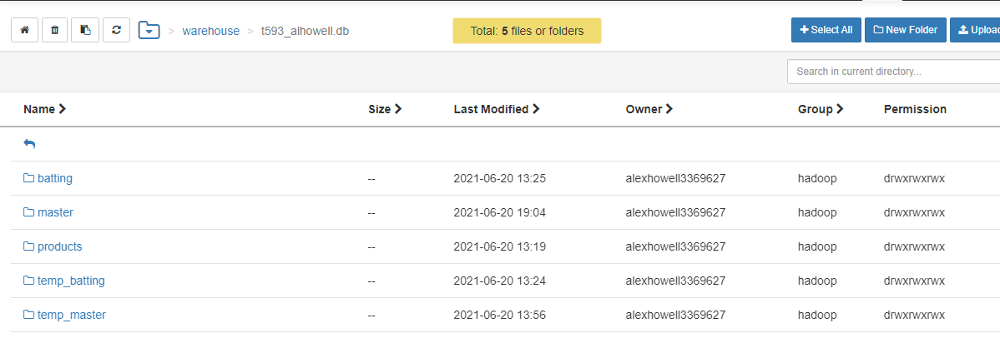 > warehouse > t593_alhowell.db
Total: 5 files or folders
Select All
New Folder
Upload
Search in current directory...
Name Size Last Modified Owner Group Permission
batting -- 2021-06-20 13:25 alexhowell3369627 hadoop drwxrwxrwx
master -- 2021-06-20 19:04 alexhowell3369627 hadoop drwxrwxrwx
products -- 2021-06-20 13:19 alexhowell3369627 hadoop drwxrwxrwx
temp_batting -- 2021-06-20 13:24 alexhowell3369627 hadoop drwxrwxrwx
temp_master -- 2021-06-20 13:56 alexhowell3369627 hadoop drwxrwxrwx